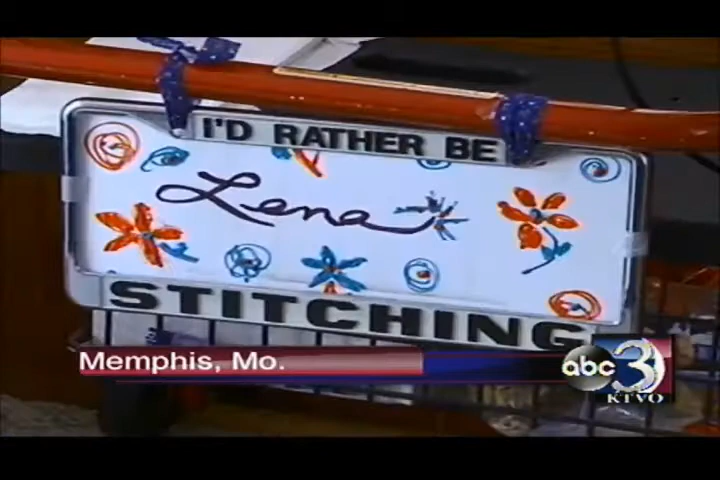 I'D RATHER BE
Lena
STITCHING
Memphis, Mo.
abc 3
KTVO